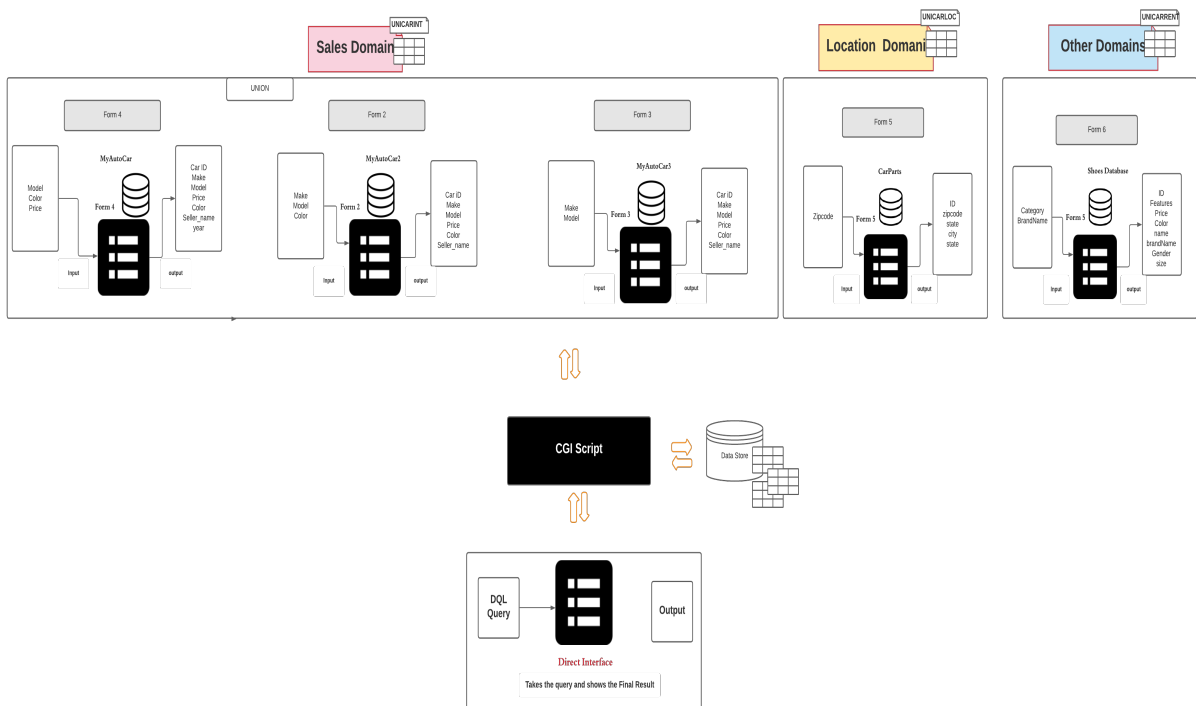 UNICARINT
Sales Domain
UNICARLOC
Location Domani
UNICARRENT
Other Domains
UNION
Form 4
MyAutoCar
Model
Color
Price
Form 4
Car ID
Make
Model
Price
Color
Seller_name
year
Input
output
Form 2
MyAutoCar2
Make
Model
Color
Form 2
Car iD
Make
Model
Price
Color
Seller_name
Input
output
Form 3
MyAutoCar3
Make
Model
Form 3
Car iD
Make
Model
Price
Color
Seller_name
Input
output
Form 5
CarParts
Zipcode
Form 5
ID
zipcode
state
city
state
Input
output
Form 6
Shoes Database
Category
BrandName
Form 5
ID
Features
Price
Color
name
brandName
Gender
size
Input
output
CGI Script
Data Store
DQL
Query
Output
Direct Interface
Takes the query and shows the Final Result